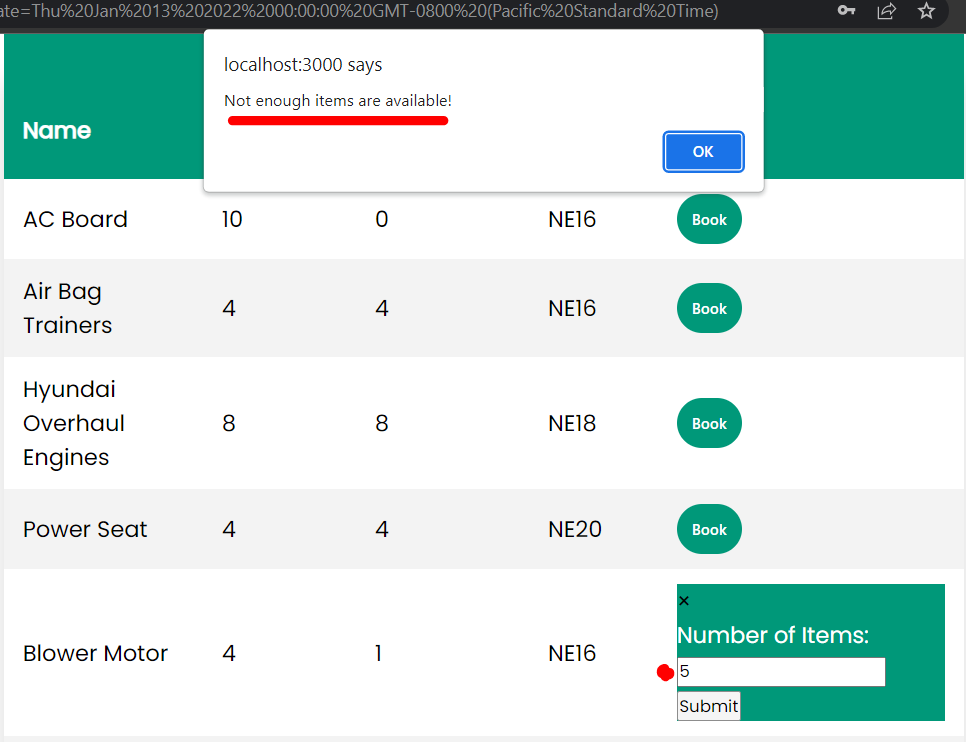 ate=Thu%20Jan%2013%202022%2000:00:00%20GMT-0800%20(Pacific%20Standard%20Time)
localhost:3000 says
Not enough items are available!
OK
Name
AC Board 10 0 NE16 Book
Air Bag
Trainers 4 4 NE16 Book
Hyundai
Overhaul 8 8 NE18 Book
Engines
Power Seat 4 4 NE20 Book
×
Number of Items:
Blower Motor 4 1 NE16
5
Submit